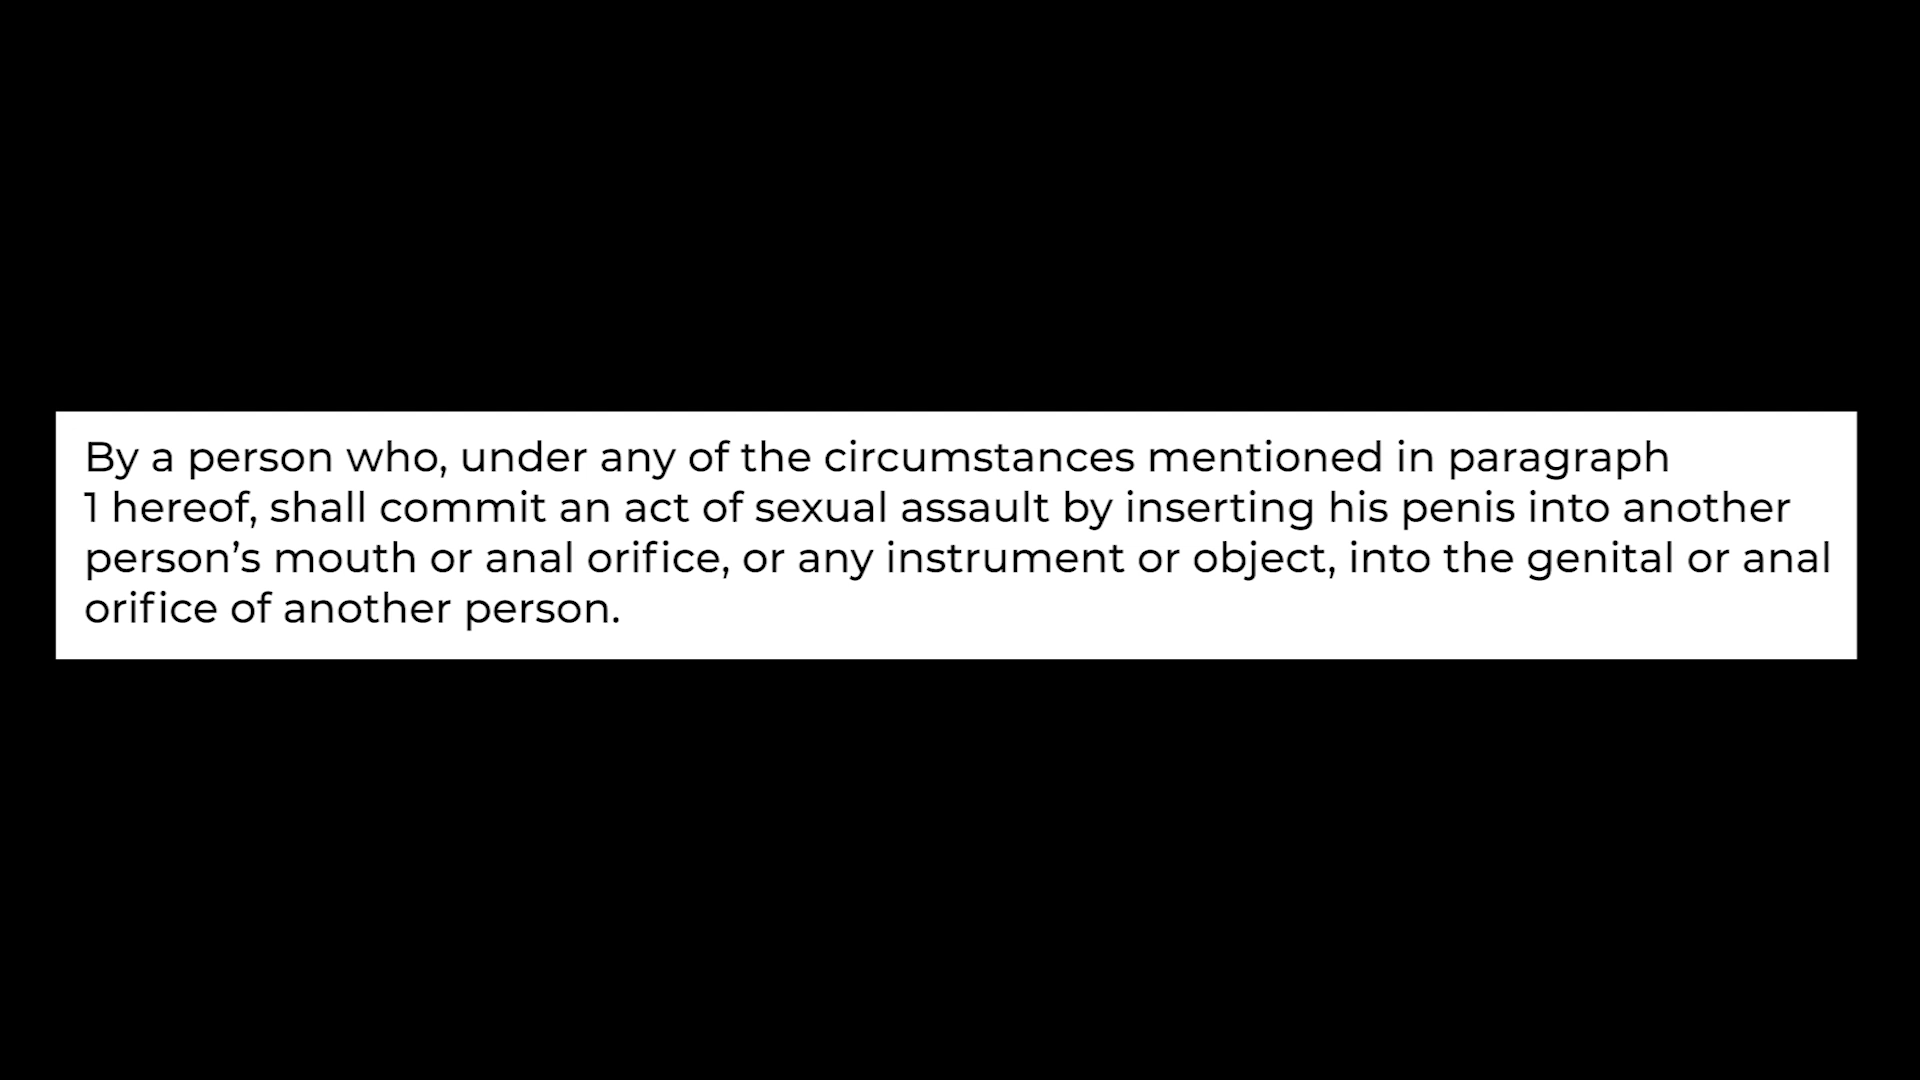 By a person who, under any of the circumstances mentioned in paragraph
1 hereof, shall commit an act of sexual assault by inserting his penis into another
person’s mouth or anal orifice, or any instrument or object, into the genital or anal
orifice of another person.